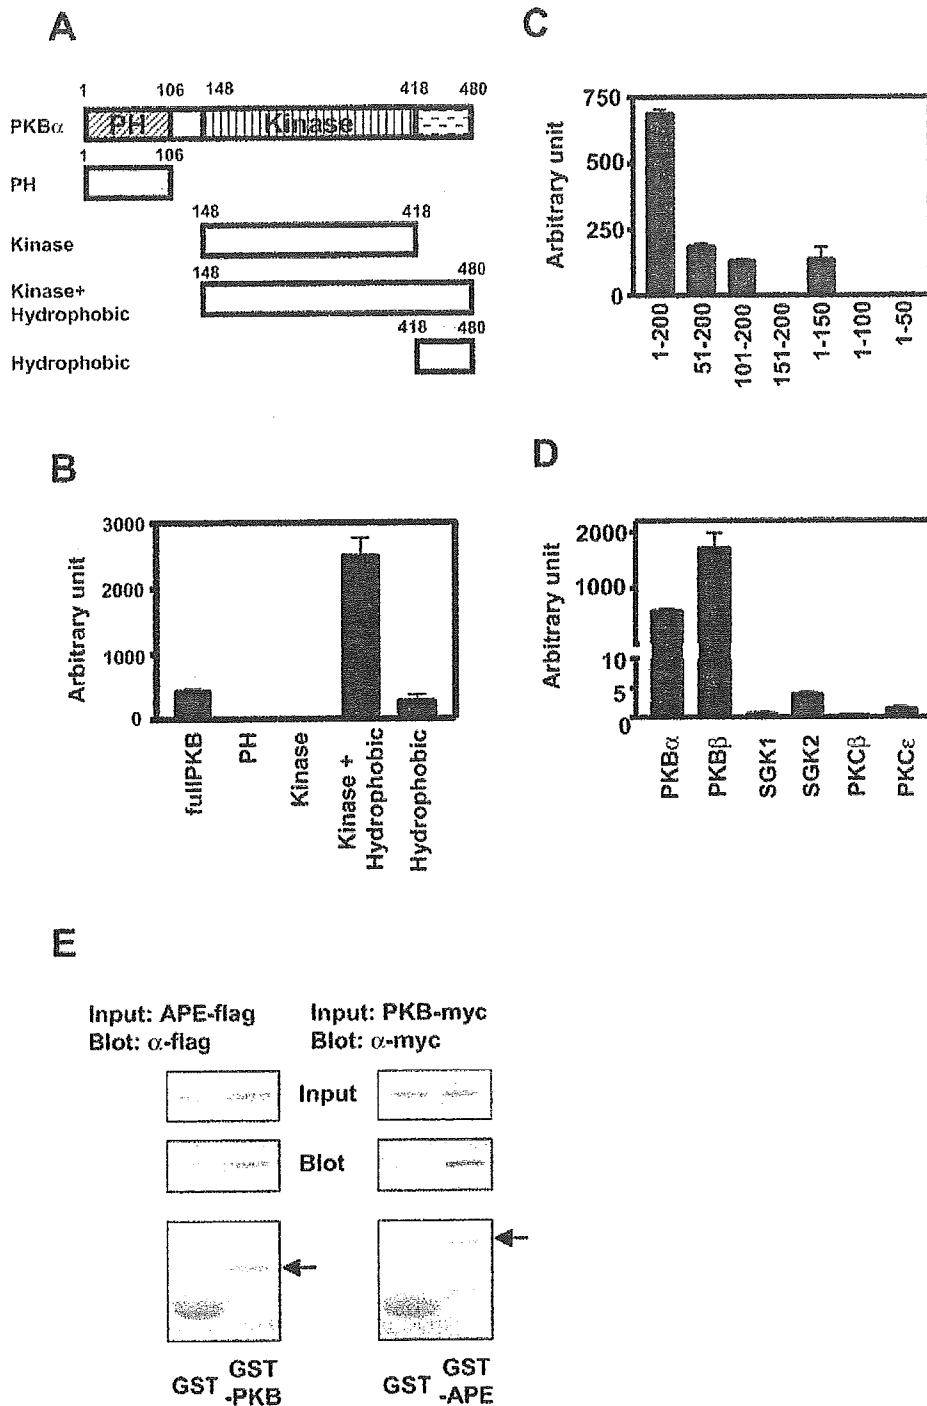 A
1 106 148 418 480
PKBα PH Kinase
1 106
PH
148 418
Kinase
148 480
Kinase+
Hydrophobic
418 480
Hydrophobic
C
750
500
250
0
Arbitrary unit
1-200
51-200
101-200
151-200
1-150
1-100
1-50
B
3000
2000
1000
0
Arbitrary unit
fullPKB
PH
Kinase
Kinase +
Hydrophobic
Hydrophobic
D
2000
1000
10
5
0
Arbitrary unit
PKBα
PKBβ
SGK1
SGK2
PKCβ
PKCε
E
Input: APE-flag
Blot: α-flag
Input: PKB-myc
Blot: α-myc
Input
Blot
GST
GST
-PKB
GST
GST
-APE